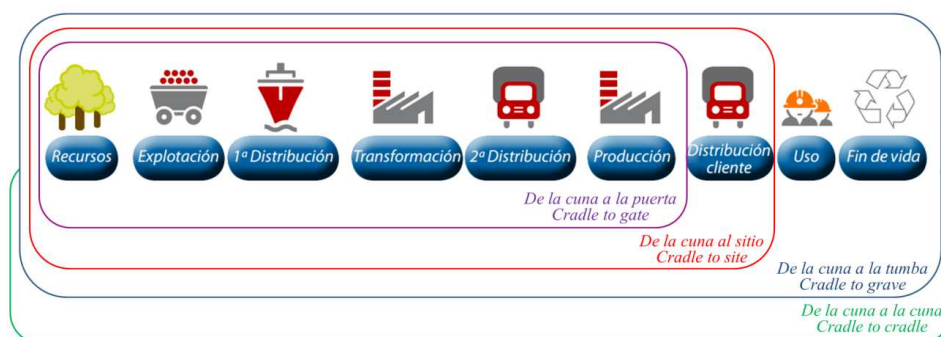 Recursos
Explotación
1ª Distribución
Transformación
2ª Distribución
Producción
Distribución
cliente
Uso
Fin de vida
De la cuna a la puerta
Cradle to gate
De la cuna al sitio
Cradle to site
De la cuna a la tumba
Cradle to grave
De la cuna a la cuna
Cradle to cradle